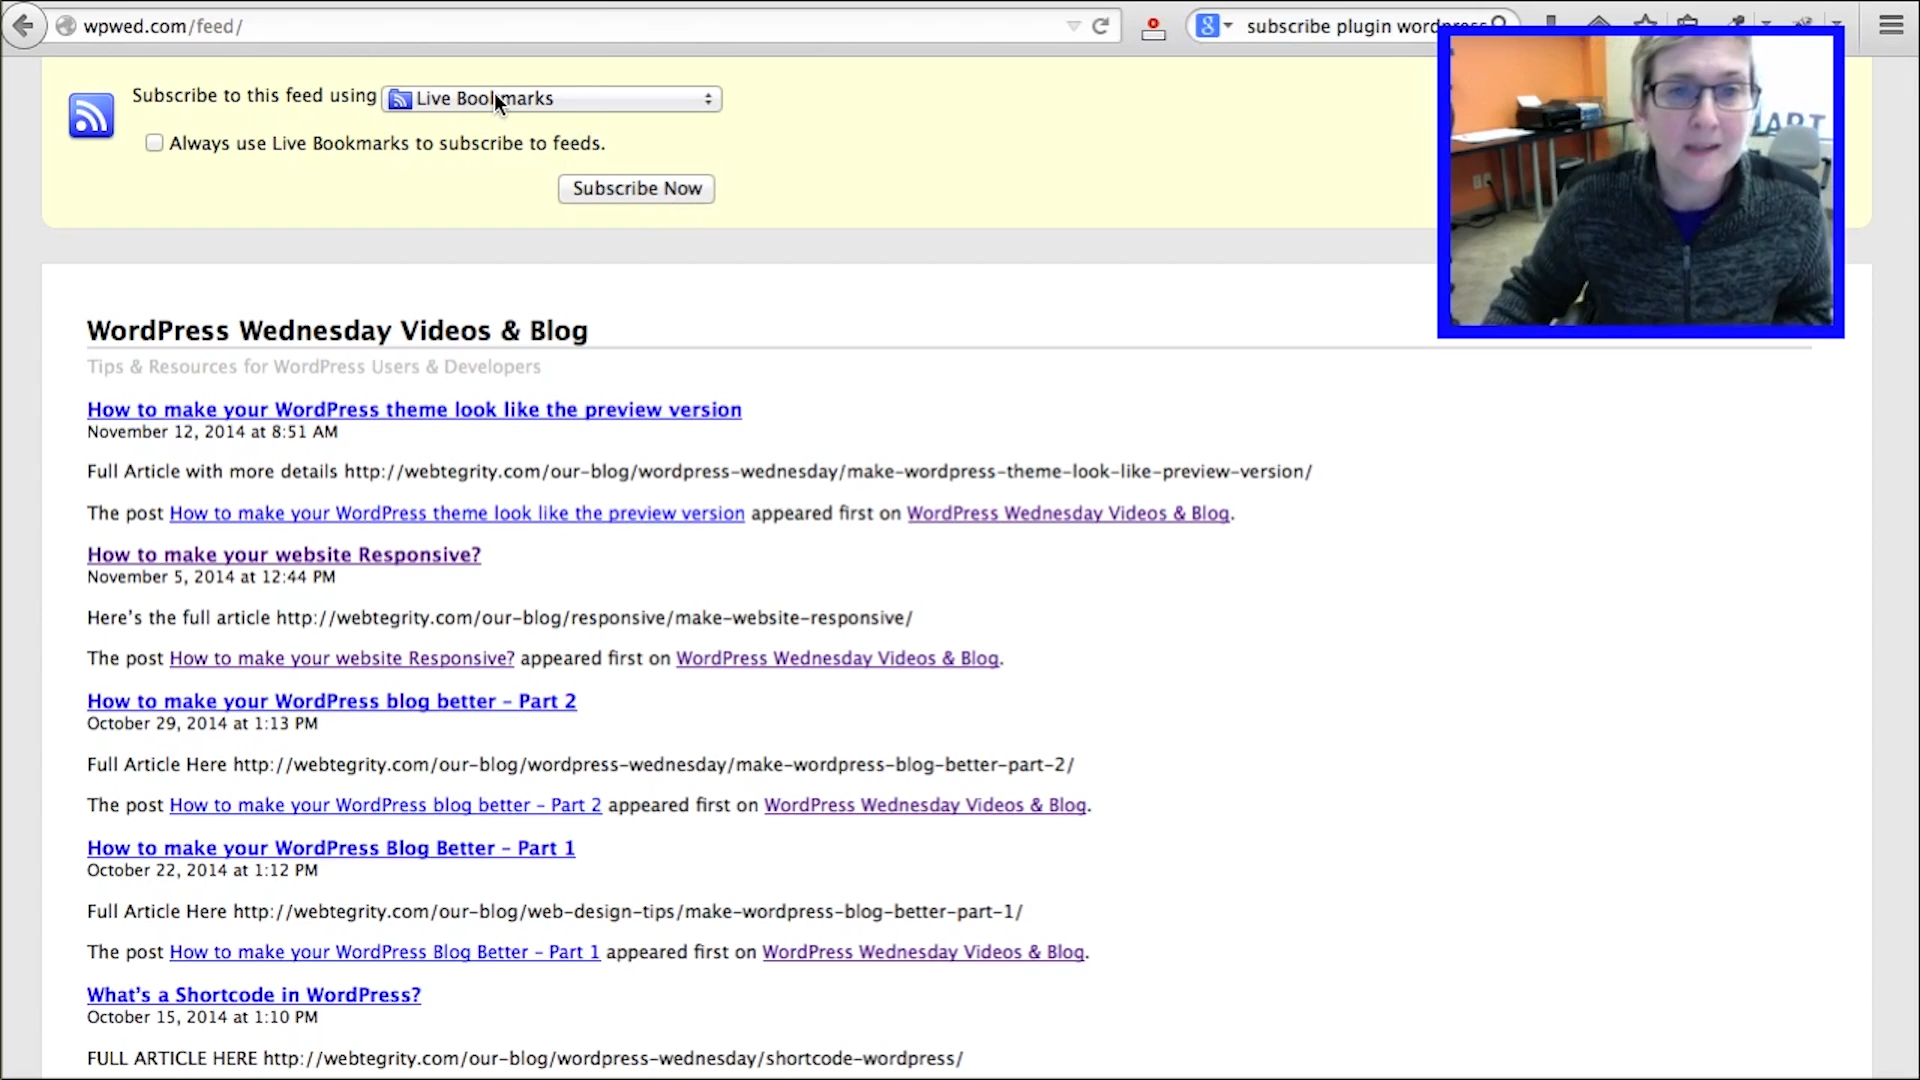 wpwed.com/feed/
subscribe plugin wordpress
Subscribe to this feed using Live Bookmarks
Always use Live Bookmarks to subscribe to feeds.
Subscribe Now
WordPress Wednesday Videos & Blog
Tips & Resources for WordPress Users & Developers
How to make your WordPress theme look like the preview version
November 12, 2014 at 8:51 AM
Full Article with more details http://webtegrity.com/our-blog/wordpress-wednesday/make-wordpress-theme-look-like-preview-version/
The post How to make your WordPress theme look like the preview version appeared first on WordPress Wednesday Videos & Blog.
How to make your website Responsive?
November 5, 2014 at 12:44 PM
Here's the full article http://webtegrity.com/our-blog/responsive/make-website-responsive/
The post How to make your website Responsive? appeared first on WordPress Wednesday Videos & Blog.
How to make your WordPress blog better – Part 2
October 29, 2014 at 1:13 PM
Full Article Here http://webtegrity.com/our-blog/wordpress-wednesday/make-wordpress-blog-better-part-2/
The post How to make your WordPress blog better – Part 2 appeared first on WordPress Wednesday Videos & Blog.
How to make your WordPress Blog Better – Part 1
October 22, 2014 at 1:12 PM
Full Article Here http://webtegrity.com/our-blog/web-design-tips/make-wordpress-blog-better-part-1/
The post How to make your WordPress Blog Better – Part 1 appeared first on WordPress Wednesday Videos & Blog.
What's a Shortcode in WordPress?
October 15, 2014 at 1:10 PM
FULL ARTICLE HERE http://webtegrity.com/our-blog/wordpress-wednesday/shortcode-wordpress/